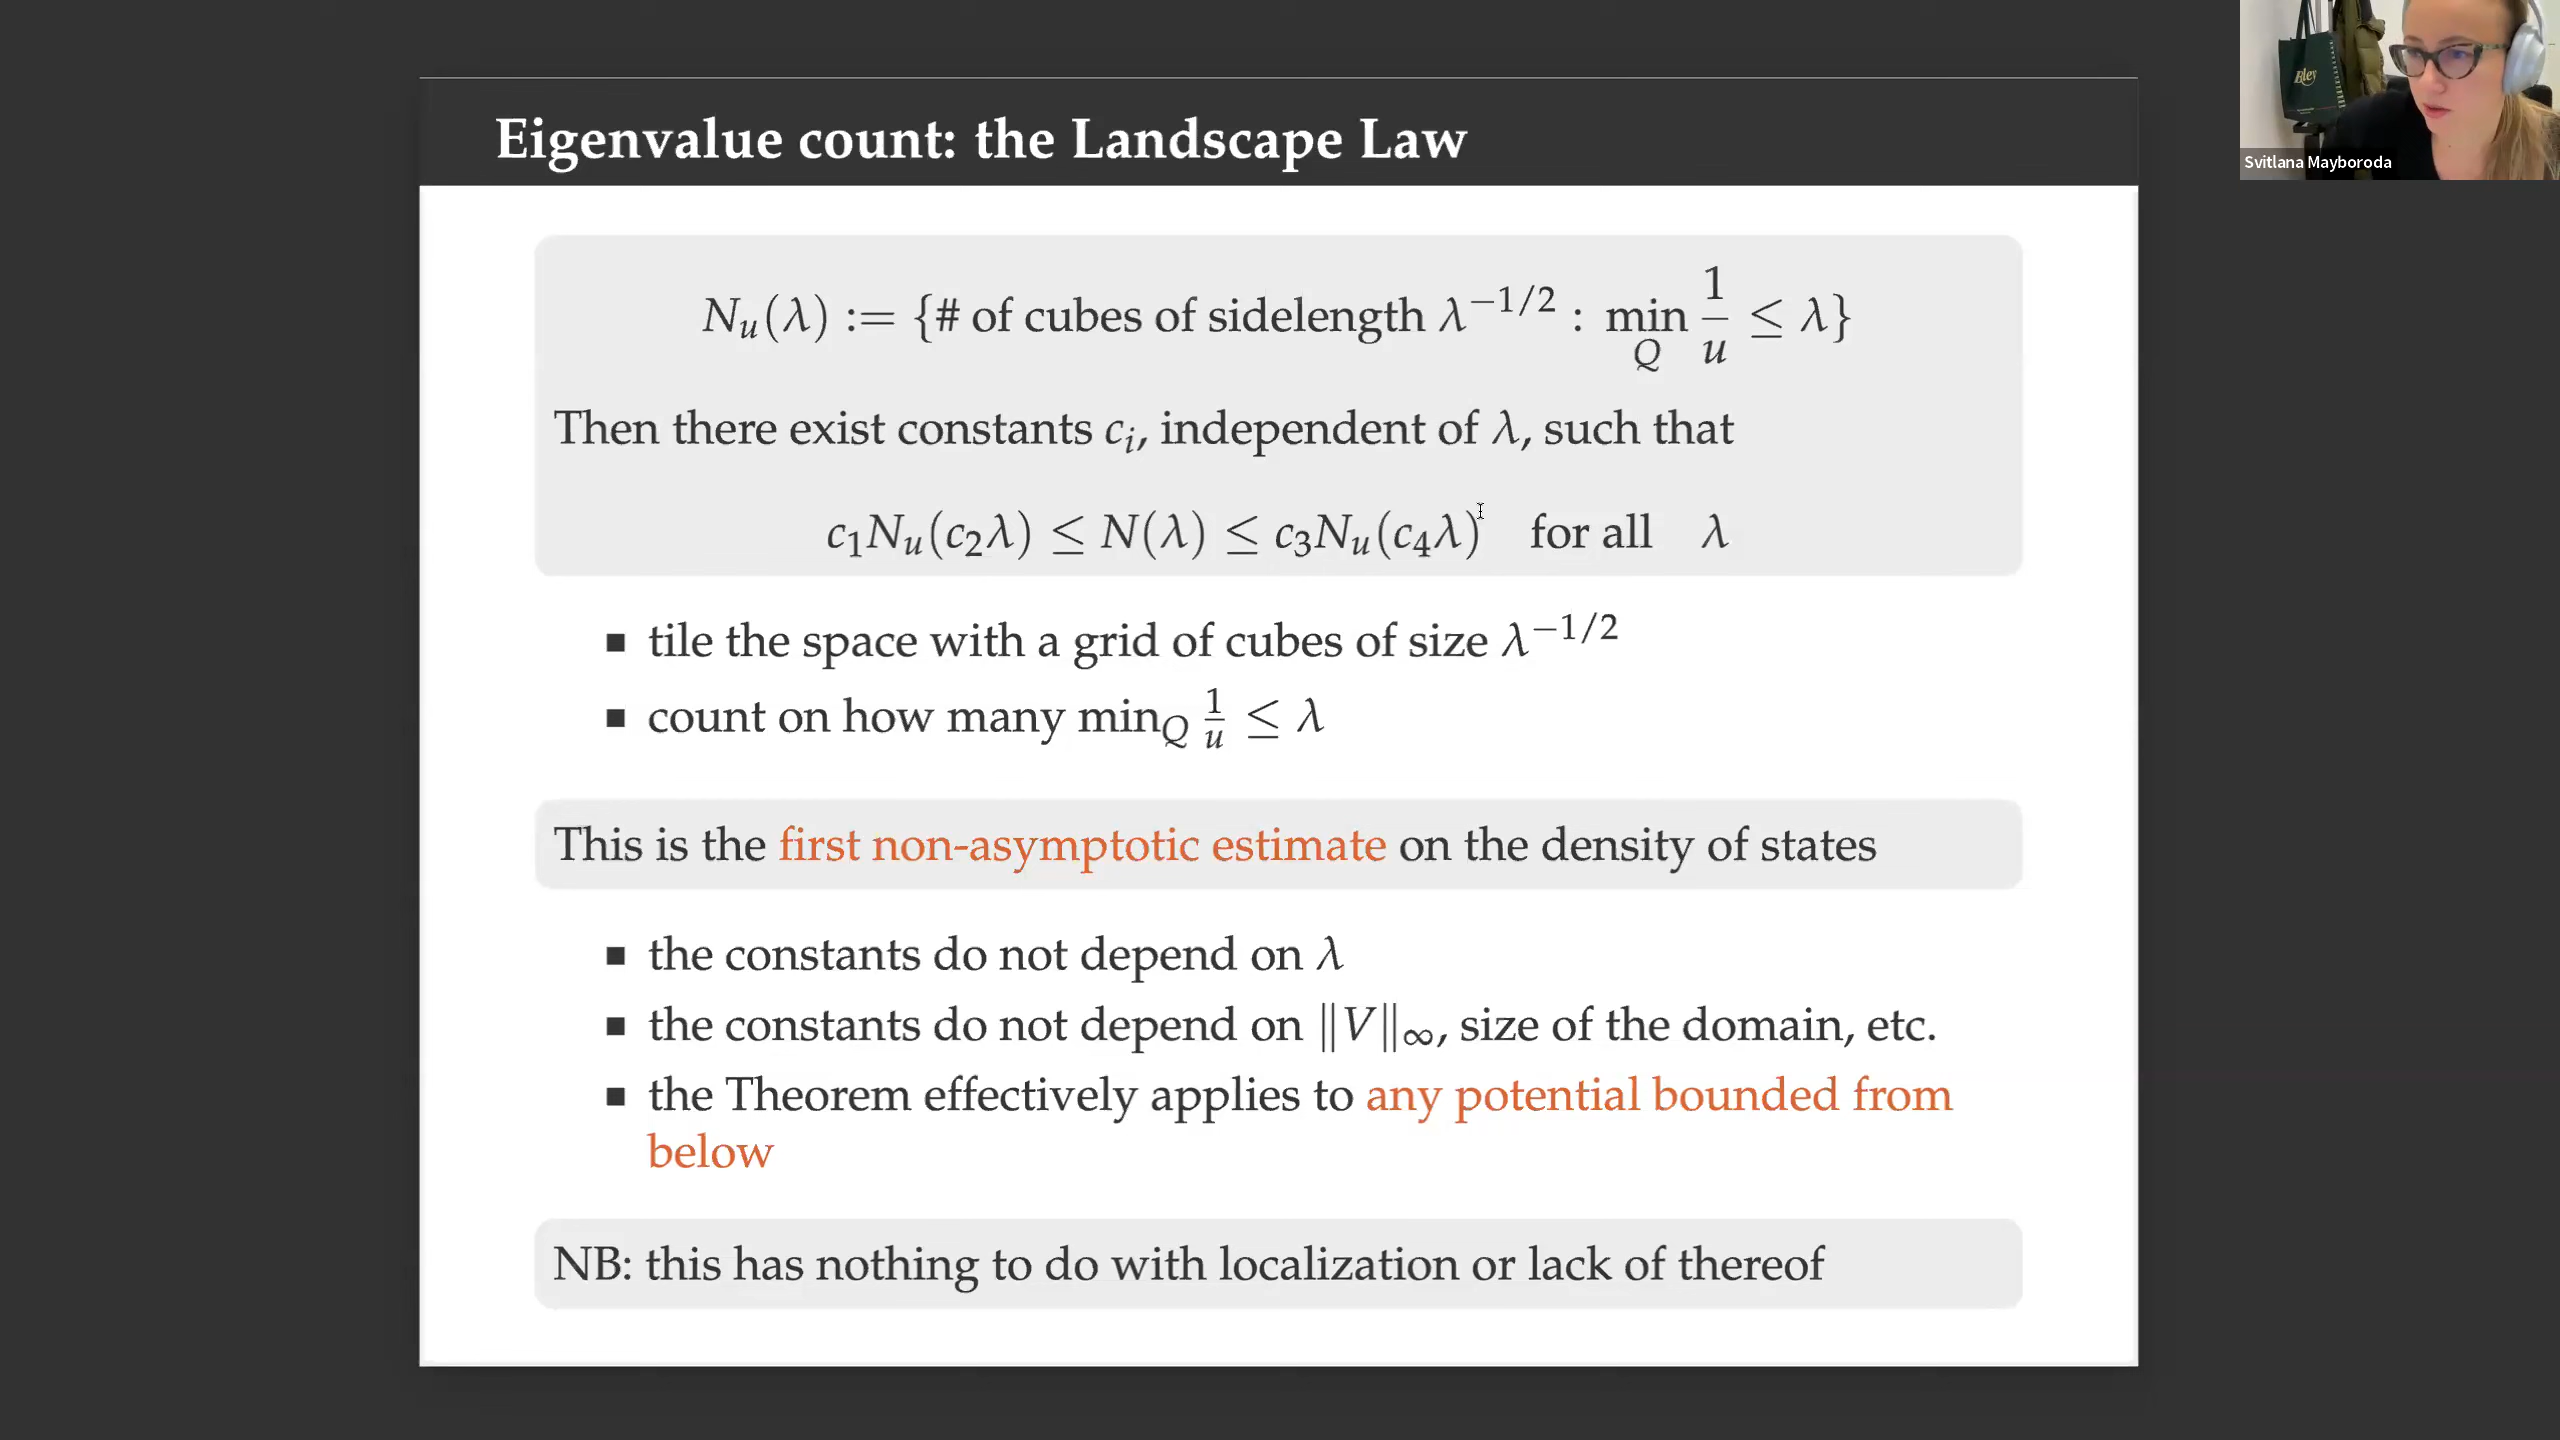 Eigenvalue count: the Landscape Law
Riley
Svitlana Mayboroda
N_u(λ) := {# of cubes of sidelength λ^{−1/2} : min_Q 1/u ≤ λ}
Then there exist constants c_i, independent of λ, such that
c_1N_u(c_2λ) ≤ N(λ) ≤ c_3N_u(c_4λ) for all λ
■ tile the space with a grid of cubes of size λ^{−1/2}
■ count on how many min_Q 1/u ≤ λ
This is the first non-asymptotic estimate on the density of states
■ the constants do not depend on λ
■ the constants do not depend on ‖V‖_∞, size of the domain, etc.
■ the Theorem effectively applies to any potential bounded from
below
NB: this has nothing to do with localization or lack of thereof